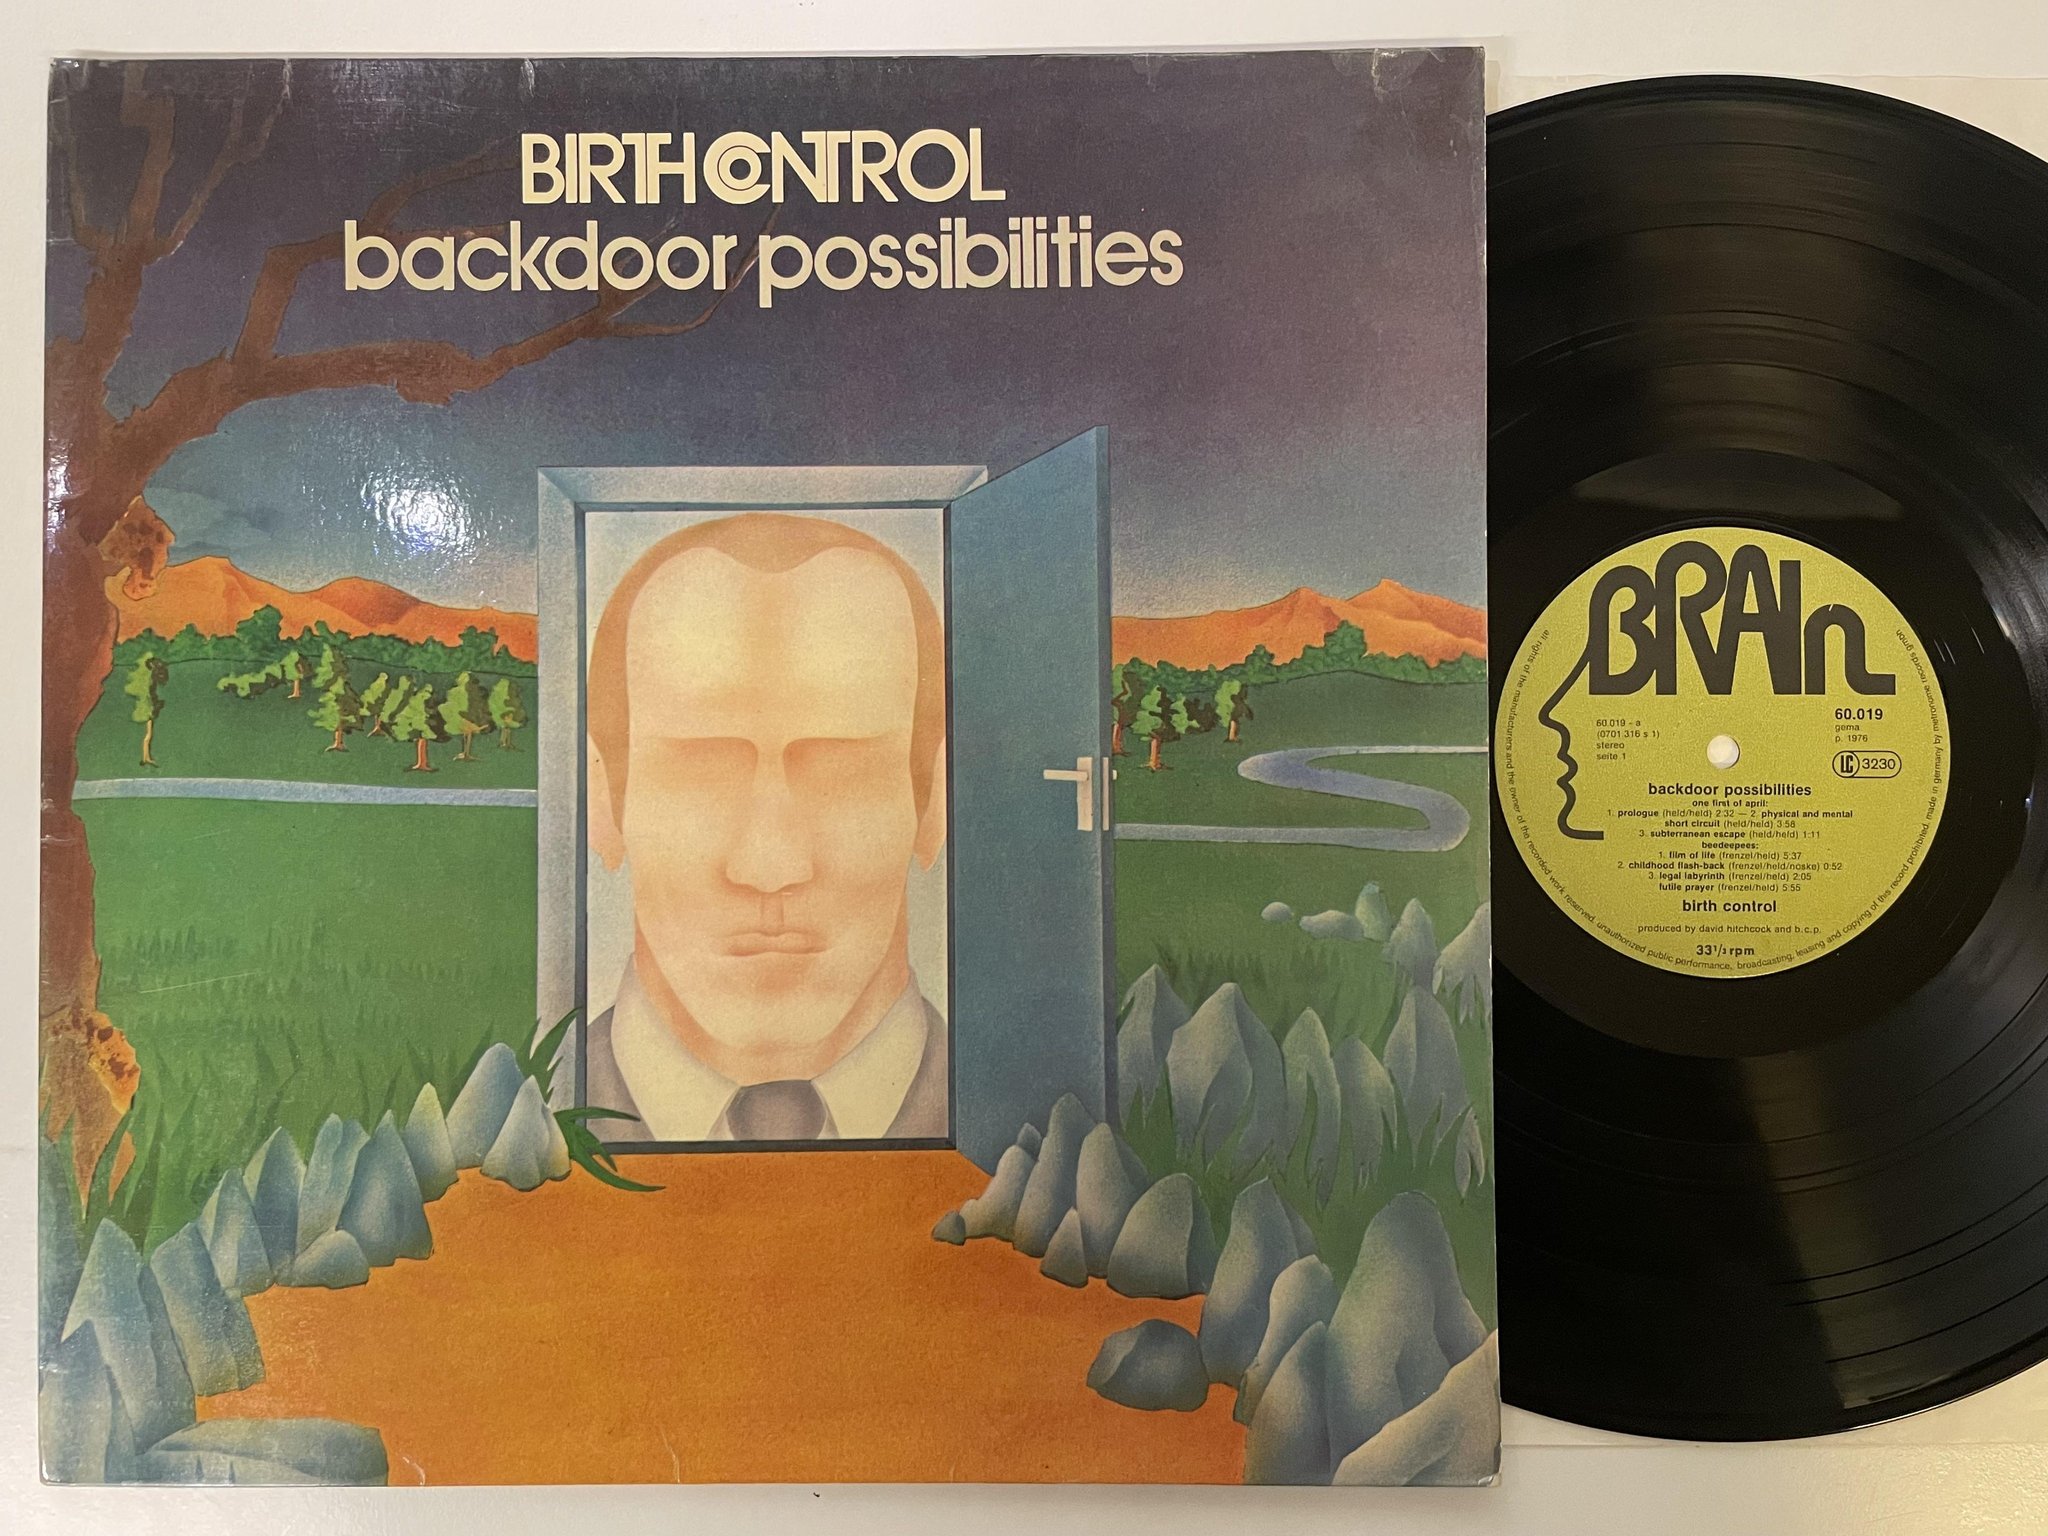 BIRTH CONTROL
backdoor possibilities
BRAIN
60.019 - a
(0701 316 s 1)
stereo
seite 1
60.019
gema
p. 1976
LC 3230
backdoor possibilities
one first of april:
1. prologue (held/held) 2:32 — 2. physical and mental
short circuit (held/held) 3:58
3. subterranean escape (held/held) 1:11
beedeepees:
1. film of life (frenzel/held) 5:37
2. childhood flash-back (frenzel/held/noske) 0:52
3. legal labyrinth (frenzel/held) 2:05
futile prayer (frenzel/held) 5:55
birth control
produced by david hitchcock and b.c.p.
33 1/3 rpm
all rights of the manufacturers and the owner of the recorded work reserved. unauthorized public performance, broadcasting, leasing and copying of this record prohibited. made in germany by metronome records gmbh